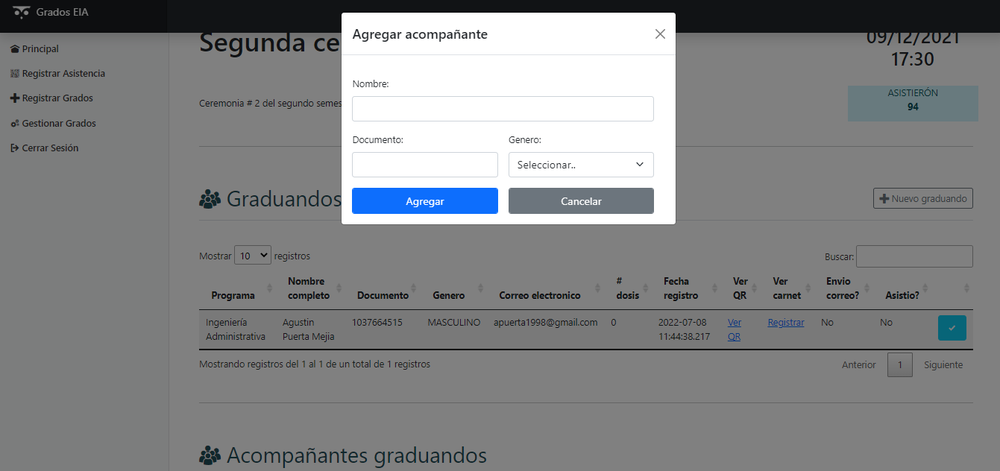 Grados EIA
Principal
Registrar Asistencia
Registrar Grados
Gestionar Grados
Cerrar Sesión
Segunda ce
09/12/2021
17:30
Ceremonia # 2 del segundo semes
ASISTIERÓN
94
Agregar acompañante
Nombre:
Documento:
Genero:
Seleccionar..
Agregar
Cancelar
Graduandos
Nuevo graduando
Mostrar 10 registros
Buscar:
Programa
Nombre completo
Documento
Genero
Correo electronico
# dosis
Fecha registro
Ver QR
Ver carnet
Envio correo?
Asistio?
Ingeniería Administrativa
Agustin Puerta Mejia
1037664515
MASCULINO
apuerta1998@gmail.com
0
2022-07-08 11:44:38.217
Ver QR
Registrar
No
No
Mostrando registros del 1 al 1 de un total de 1 registros
Anterior
1
Siguiente
Acompañantes graduandos